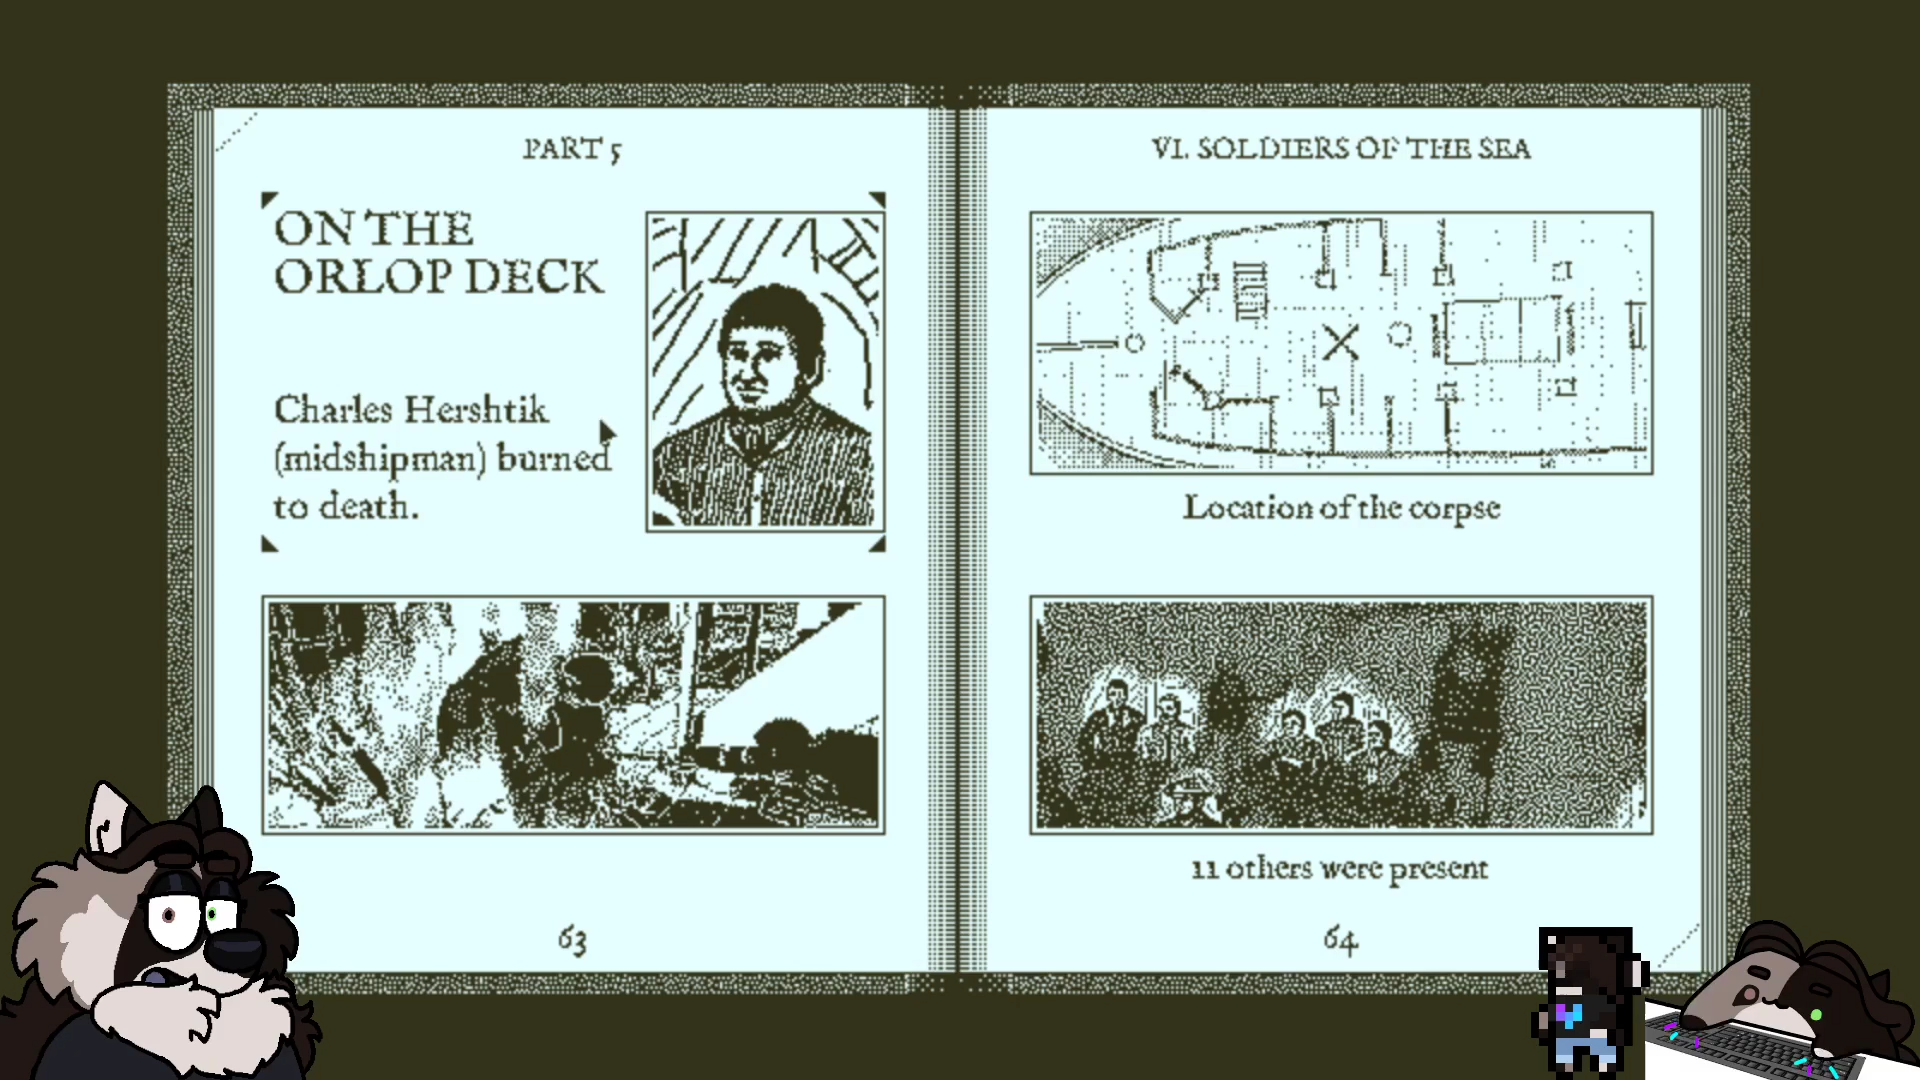 PART 5
ON THE
ORLOP DECK
Charles Hershtik
(midshipman) burned
to death.
63
VI. SOLDIERS OF THE SEA
Location of the corpse
11 others were present
64